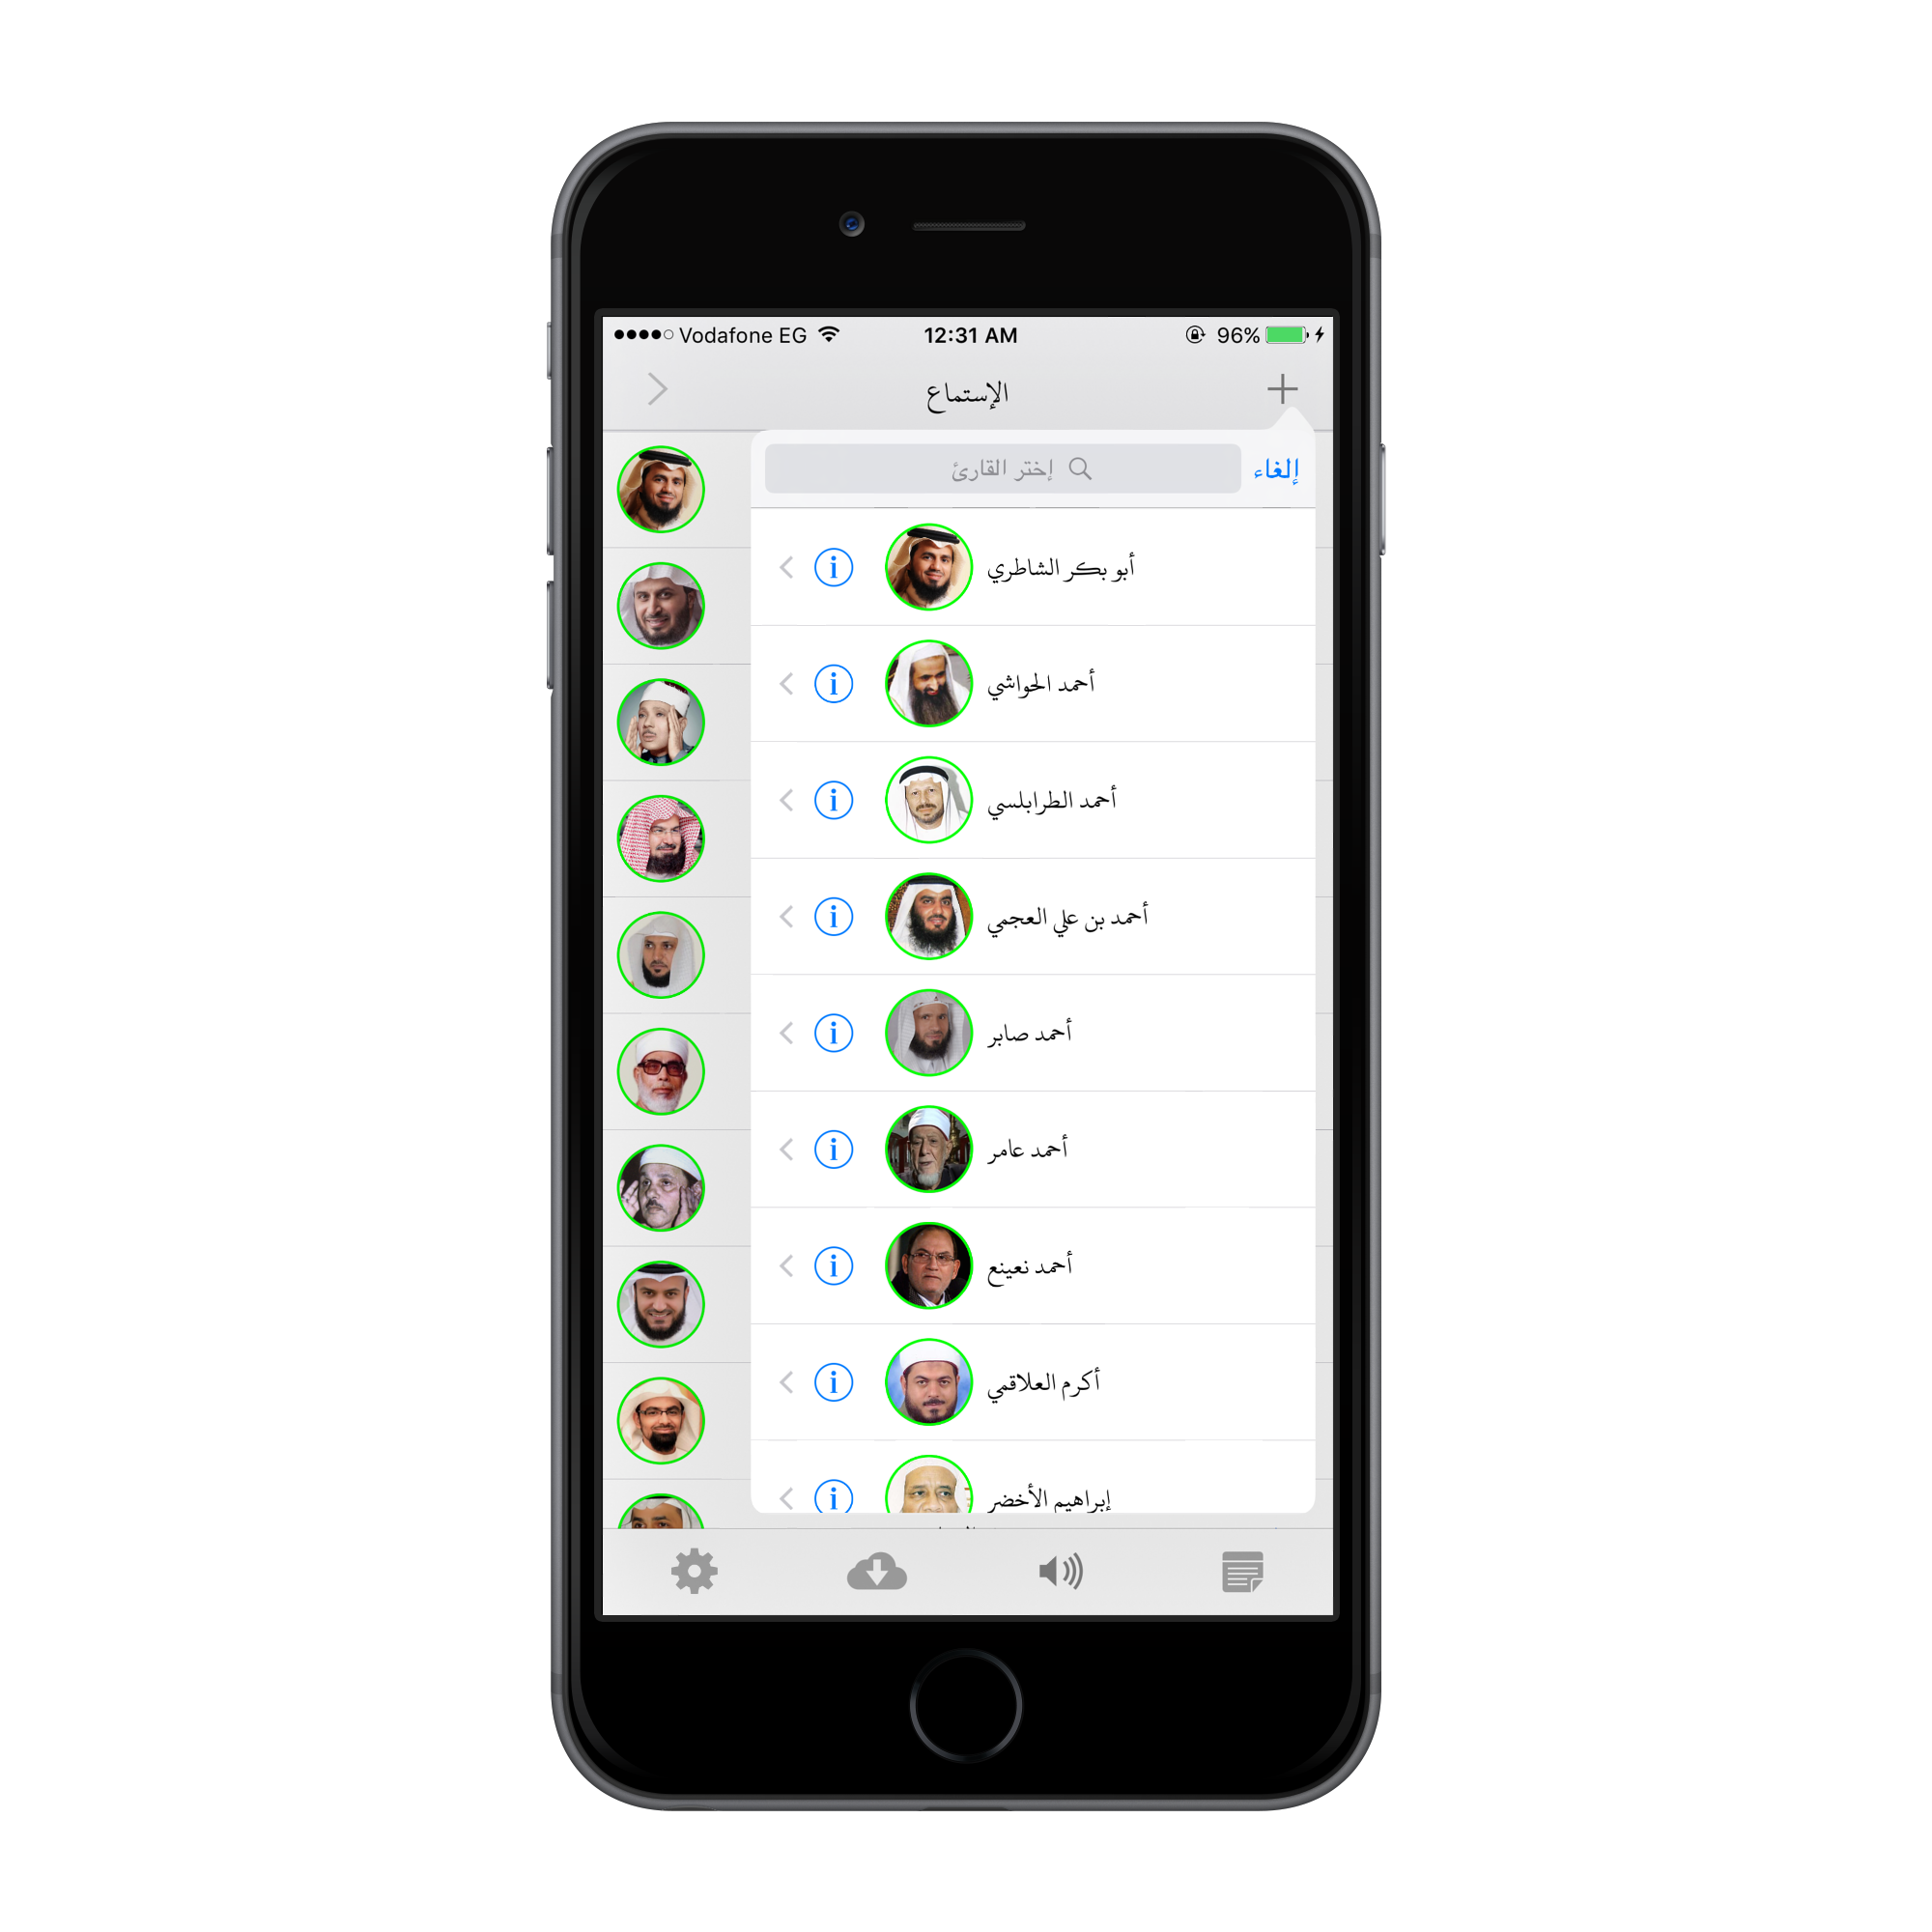 Vodafone EG 12:31 AM 96%
الإستماع
إختر القارئ إلغاء
أبو بكر الشاطري
أحمد الحواشي
أحمد الطرابلسي
أحمد بن علي العجمي
أحمد صابر
أحمد عامر
أحمد نعينع
أكرم العلاقمي
إبراهيم الأخضر